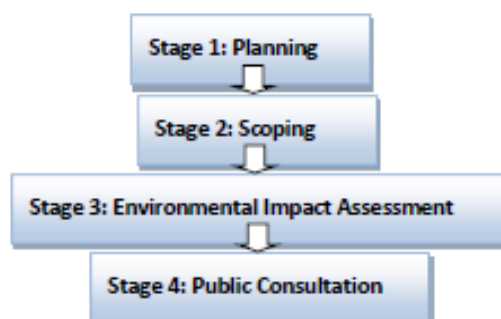 Stage 1: Planning
Stage 2: Scoping
Stage 3: Environmental Impact Assessment
Stage 4: Public Consultation